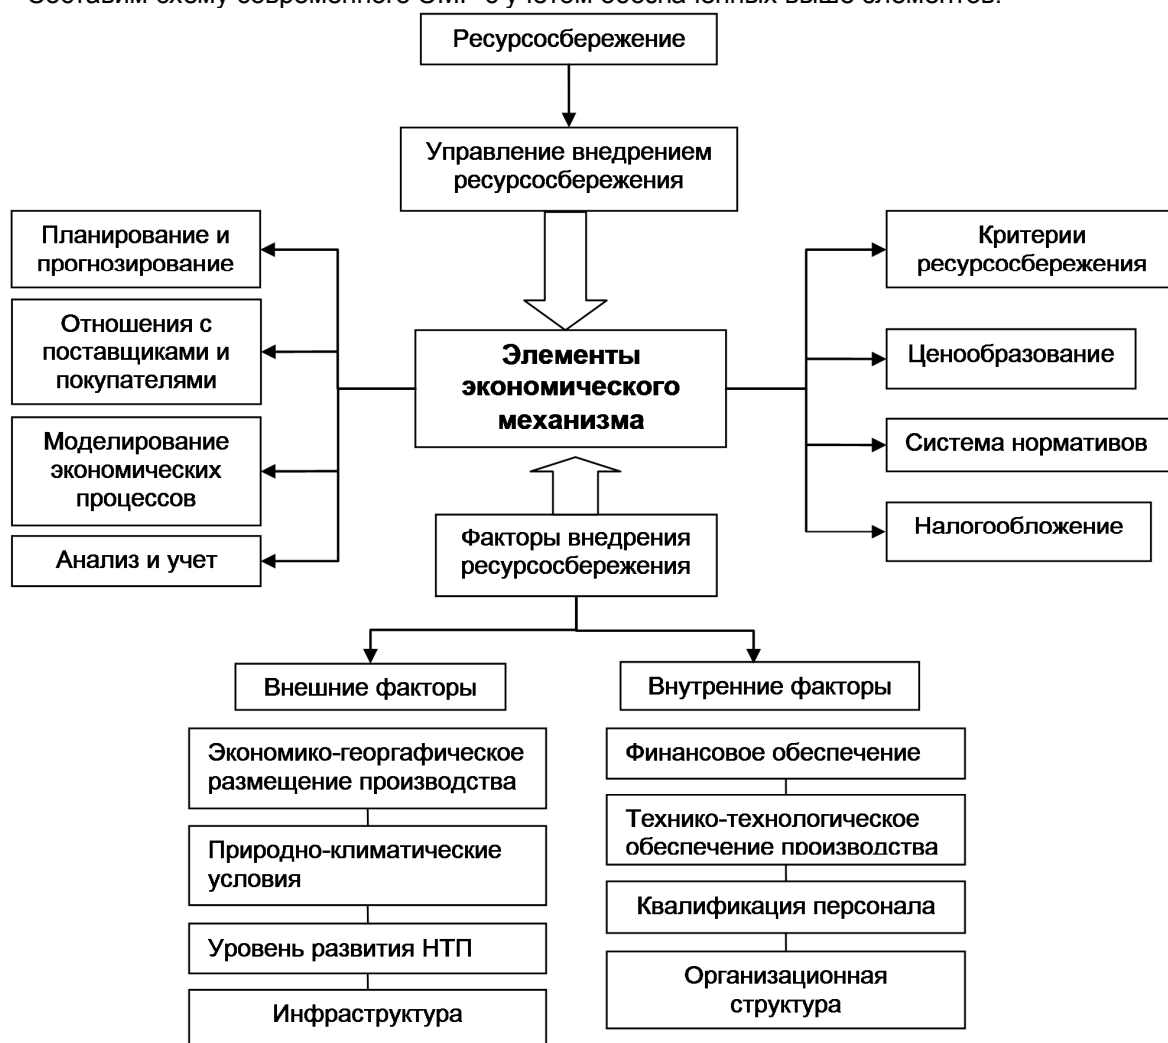 Ресурсосбережение
Управление внедрением
ресурсосбережения
Планирование и
прогнозирование
Отношения с
поставщиками и
покупателями
Моделирование
экономических
процессов
Анализ и учет
Элементы
экономического
механизма
Критерии
ресурсосбережения
Ценообразование
Система нормативов
Налогообложение
Факторы внедрения
ресурсосбережения
Внешние факторы
Экономико-георгафическое
размещение производства
Природно-климатические
условия
Уровень развития НТП
Инфраструктура
Внутренние факторы
Финансовое обеспечение
Технико-технологическое
обеспечение производства
Квалификация персонала
Организационная
структура